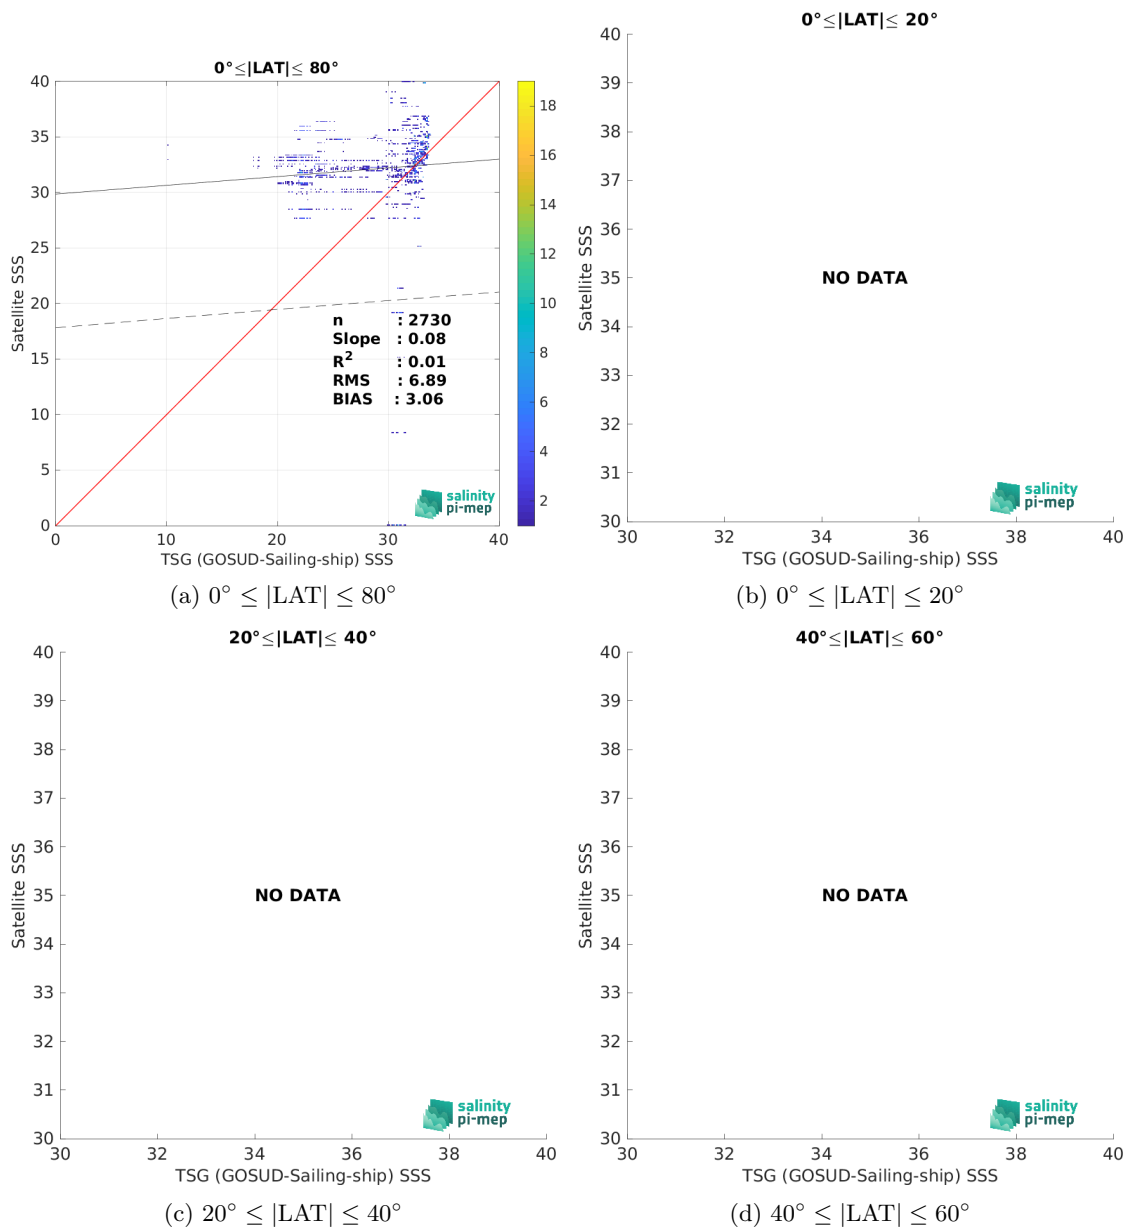 0°≤|LAT|≤ 80°
40
35
30
25
20
15
10
5
0
0
10
20
30
40
Satellite SSS
TSG (GOSUD-Sailing-ship) SSS
n : 2730
Slope : 0.08
R2 : 0.01
RMS : 6.89
BIAS : 3.06
salinity
pi-mep
18
16
14
12
10
8
6
4
2
(a) 0° ≤ |LAT| ≤ 80°
0°≤|LAT|≤ 20°
40
39
38
37
36
35
34
33
32
31
30
30
32
34
36
38
40
Satellite SSS
NO DATA
salinity
pi-mep
TSG (GOSUD-Sailing-ship) SSS
(b) 0° ≤ |LAT| ≤ 20°
20°≤|LAT|≤ 40°
40
39
38
37
36
35
34
33
32
31
30
30
32
34
36
38
40
Satellite SSS
NO DATA
salinity
pi-mep
TSG (GOSUD-Sailing-ship) SSS
(c) 20° ≤ |LAT| ≤ 40°
40°≤|LAT|≤ 60°
40
39
38
37
36
35
34
33
32
31
30
30
32
34
36
38
40
Satellite SSS
NO DATA
salinity
pi-mep
TSG (GOSUD-Sailing-ship) SSS
(d) 40° ≤ |LAT| ≤ 60°